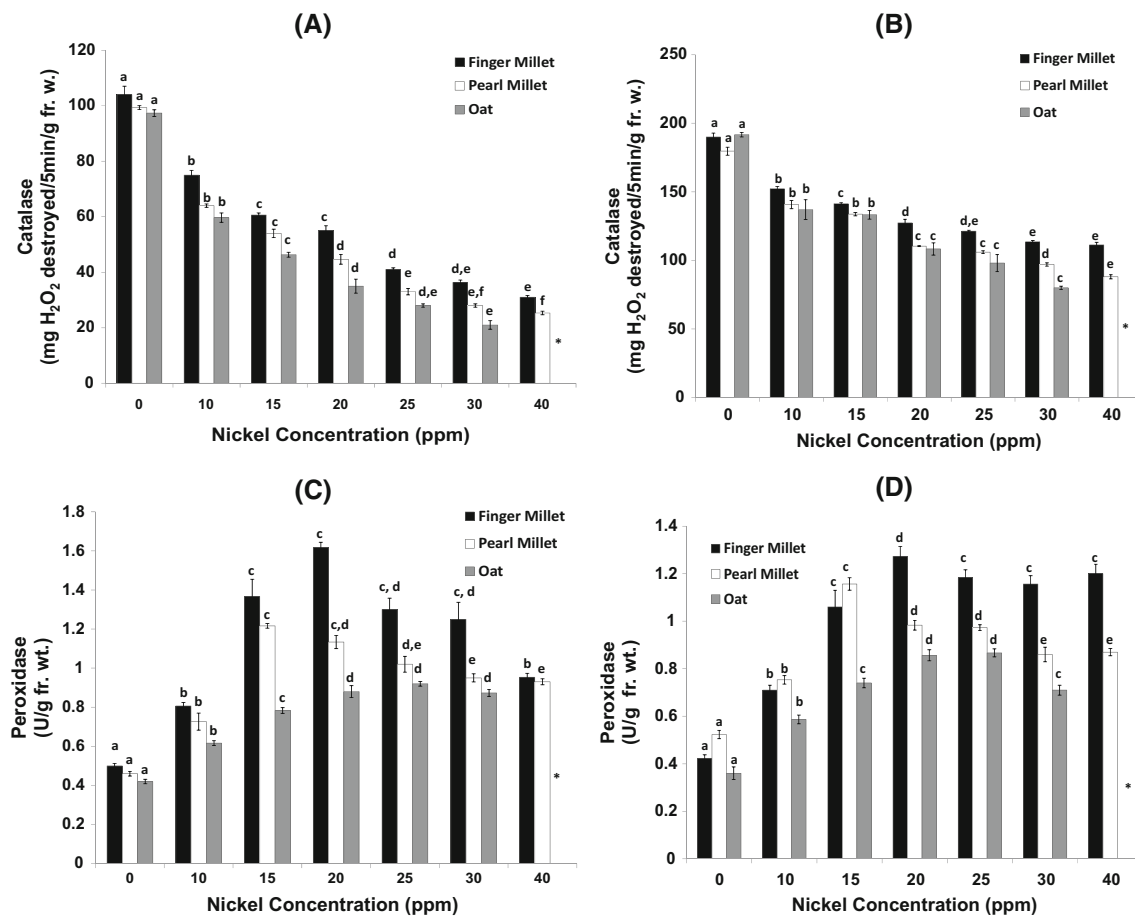 (A)
120
100
80
60
40
20
0
Catalase
(mg H₂O₂ destroyed/5min/g fr. w.)
Finger Millet
Pearl Millet
Oat
a a a
b b b
c c c
c d d
d e d,e
d,e e,f e
e f *
0 10 15 20 25 30 40
Nickel Concentration (ppm)
(B)
250
200
150
100
50
0
Catalase
(mg H₂O₂ destroyed/5min/g fr. w.)
Finger Millet
Pearl Millet
Oat
a a a
b b b
c b b
d c c
d,e c c
e d c
e e *
0 10 15 20 25 30 40
Nickel Concentration (ppm)
(C)
1.8
1.6
1.4
1.2
1
0.8
0.6
0.4
0.2
0
Peroxidase
(U/g fr. wt.)
Finger Millet
Pearl Millet
Oat
a a a
b b b
c c c
c c,d d
c, d d,e d
c, d e d
b e *
0 10 15 20 25 30 40
Nickel Concentration (ppm)
(D)
1.4
1.2
1
0.8
0.6
0.4
0.2
0
Peroxidase
(U/g fr. wt.)
Finger Millet
Pearl Millet
Oat
a a a
b b b
c c c
d d d
c d d
c e c
c e *
0 10 15 20 25 30 40
Nickel Concentration (ppm)